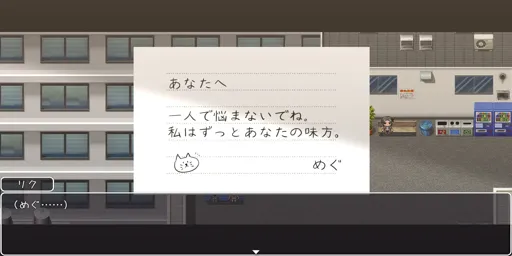 あなたへ
一人で悩まないでね。
私はずっとあなたの味方。
めぐ
リク
(めぐ……)